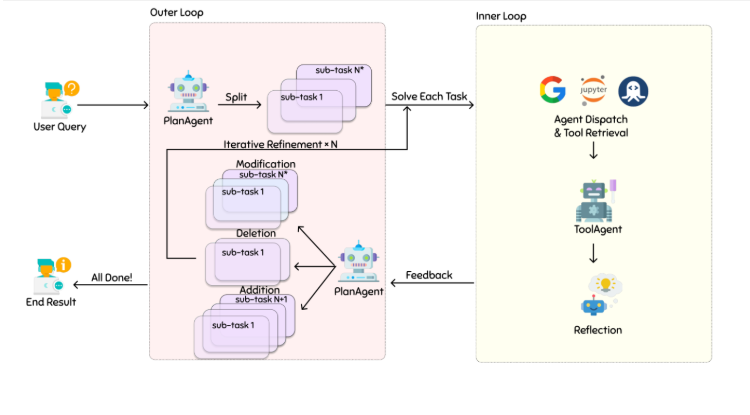 Outer Loop
Inner Loop
User Query
PlanAgent
Split
sub-task N*
sub-task 1
Solve Each Task
jupyter
Agent Dispatch
& Tool Retrieval
Iterative Refinement × N
Modification
sub-task N*
sub-task 1
Deletion
sub-task 1
Addition
sub-task N+1
sub-task 1
PlanAgent
Feedback
ToolAgent
Reflection
All Done!
End Result